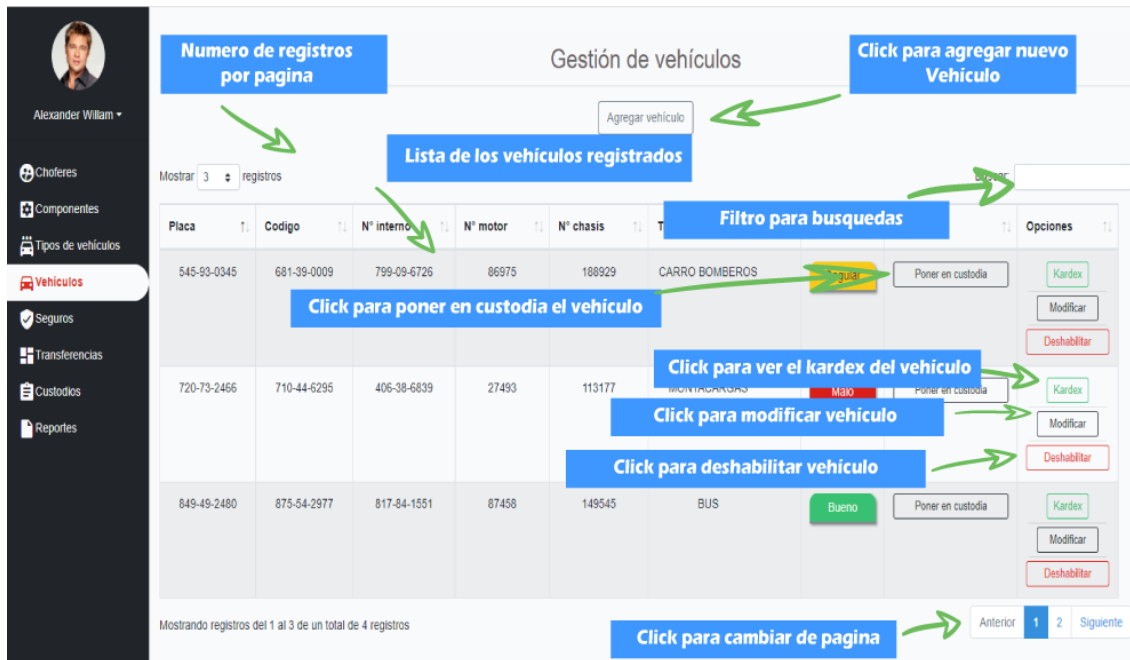 Numero de registros
por pagina
Gestión de vehículos
Click para agregar nuevo
Vehículo
Alexander Willam
Agregar vehículo
Lista de los vehículos registrados
Choferes
Mostrar 3 registros
Componentes
Filtro para busquedas
Placa Codigo N° interno N° motor N° chasis Opciones
Tipos de vehículos
545-93-0345 681-39-0009 799-09-6726 86975 188929 CARRO BOMBEROS Regular Poner en custodia Kardex
Vehículos
Click para poner en custodia el vehículo
Modificar
Seguros
Deshabilitar
Transferencias
Click para ver el kardex del vehículo
720-73-2466 710-44-6295 406-38-6839 27493 113177 MONTACARGAS Malo Poner en custodia Kardex
Custodios
Click para modificar vehículo
Modificar
Reportes
Click para deshabilitar vehículo
Deshabilitar
849-49-2480 875-54-2977 817-84-1551 87458 149545 BUS Bueno Poner en custodia Kardex
Modificar
Deshabilitar
Mostrando registros del 1 al 3 de un total de 4 registros
Click para cambiar de pagina
Anterior 1 2 Siguiente